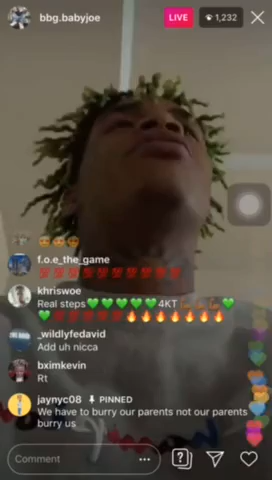 bbg.babyjoe
LIVE
1,232
f.o.e_the_game
💯💯💯💯💯💯💯💯💯💯
khriswoe
Real steps💚💚💚💚💚4KT💪🏾💪🏾💪🏾💚
💚💯💯💯💯💯🔥🔥🔥🔥🔥🔥🔥
_wildlyfedavid
Add uh nicca
bximkevin
Rt
jaynyc08 PINNED
We have to burry our parents not our parents
burry us
Comment